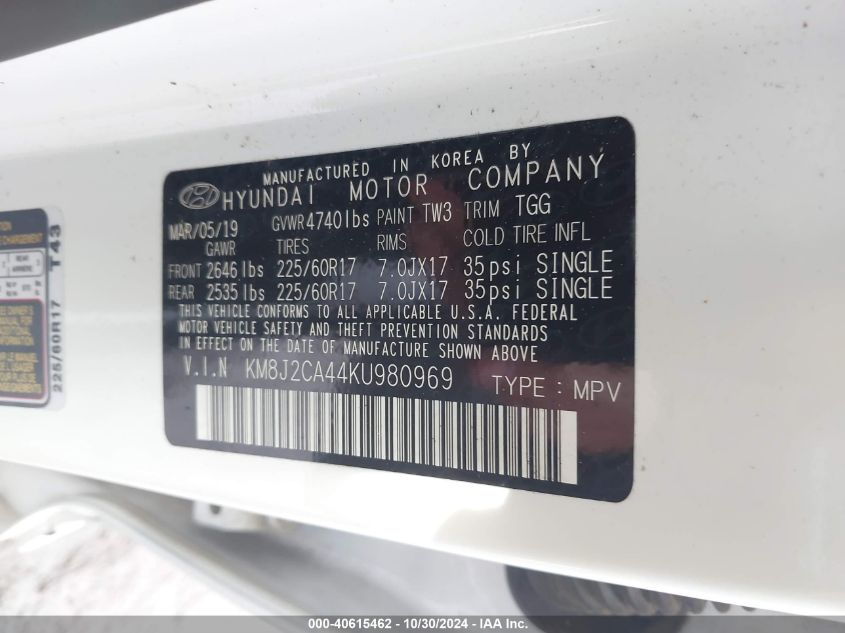 MANUFACTURED IN KOREA BY
HYUNDAI MOTOR COMPANY
MAR/05/19 GVWR 4740 lbs PAINT TW3 TRIM TGG
GAWR TIRES RIMS COLD TIRE INFL
FRONT 2646 lbs 225/60R17 7.0JX17 35psi SINGLE
REAR 2535 lbs 225/60R17 7.0JX17 35psi SINGLE
THIS VEHICLE CONFORMS TO ALL APPLICABLE U.S.A. FEDERAL
MOTOR VEHICLE SAFETY AND THEFT PREVENTION STANDARDS
IN EFFECT ON THE DATE OF MANUFACTURE SHOWN ABOVE
V.I.N KM8J2CA44KU980969 TYPE : MPV
225/60R17 T43
000-40615462 - 10/30/2024 - IAAI Inc.